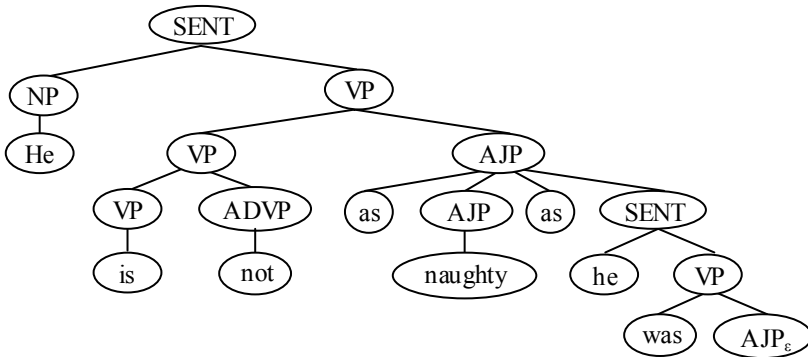 SENT
NP VP
He VP AJP
VP ADVP as AJP as SENT
is not naughty he VP
was AJPε